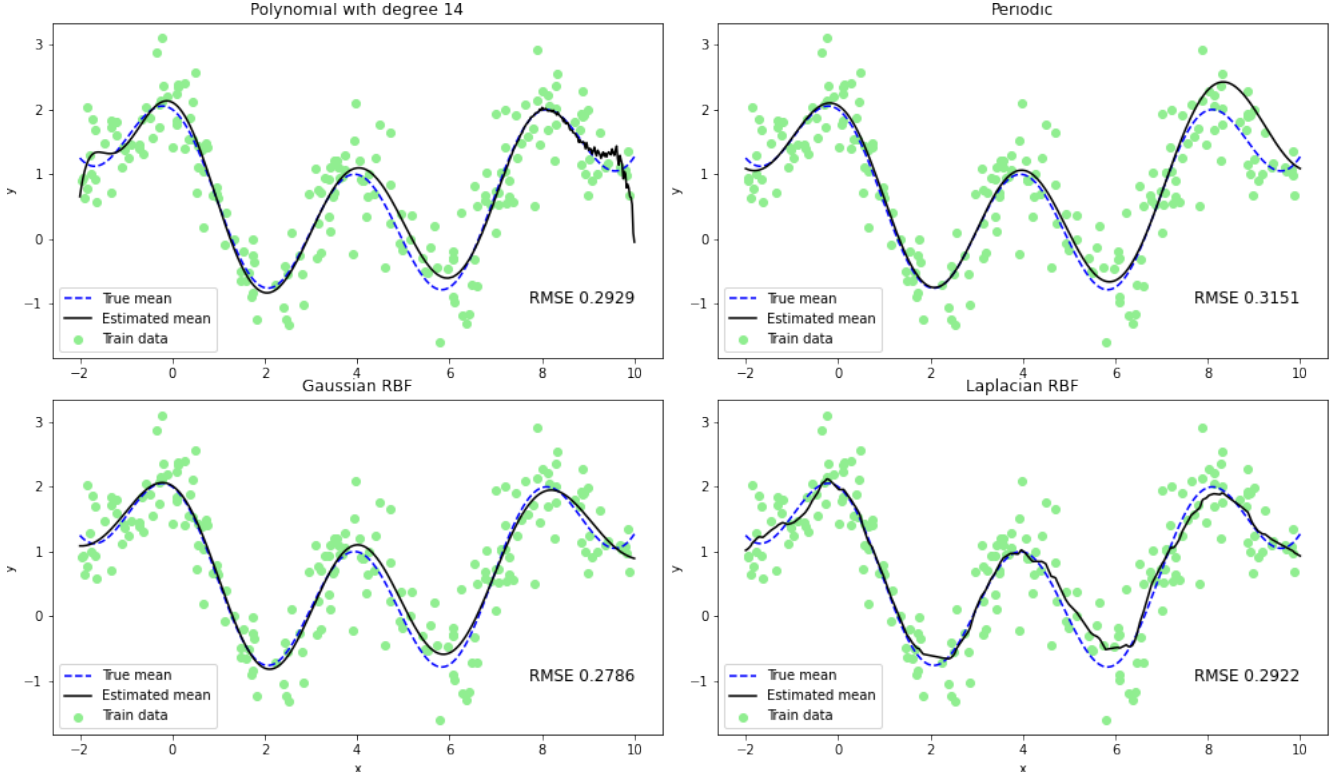 Polynomial with degree 14
3
2
1
0
−1
y
True mean
Estimated mean
Train data
RMSE 0.2929
−2 0 2 4 6 8 10
Periodic
3
2
1
0
−1
y
True mean
Estimated mean
Train data
RMSE 0.3151
−2 0 2 4 6 8 10
Gaussian RBF
3
2
1
0
−1
y
True mean
Estimated mean
Train data
RMSE 0.2786
−2 0 2 4 6 8 10
x
Laplacian RBF
3
2
1
0
−1
y
True mean
Estimated mean
Train data
RMSE 0.2922
−2 0 2 4 6 8 10
x